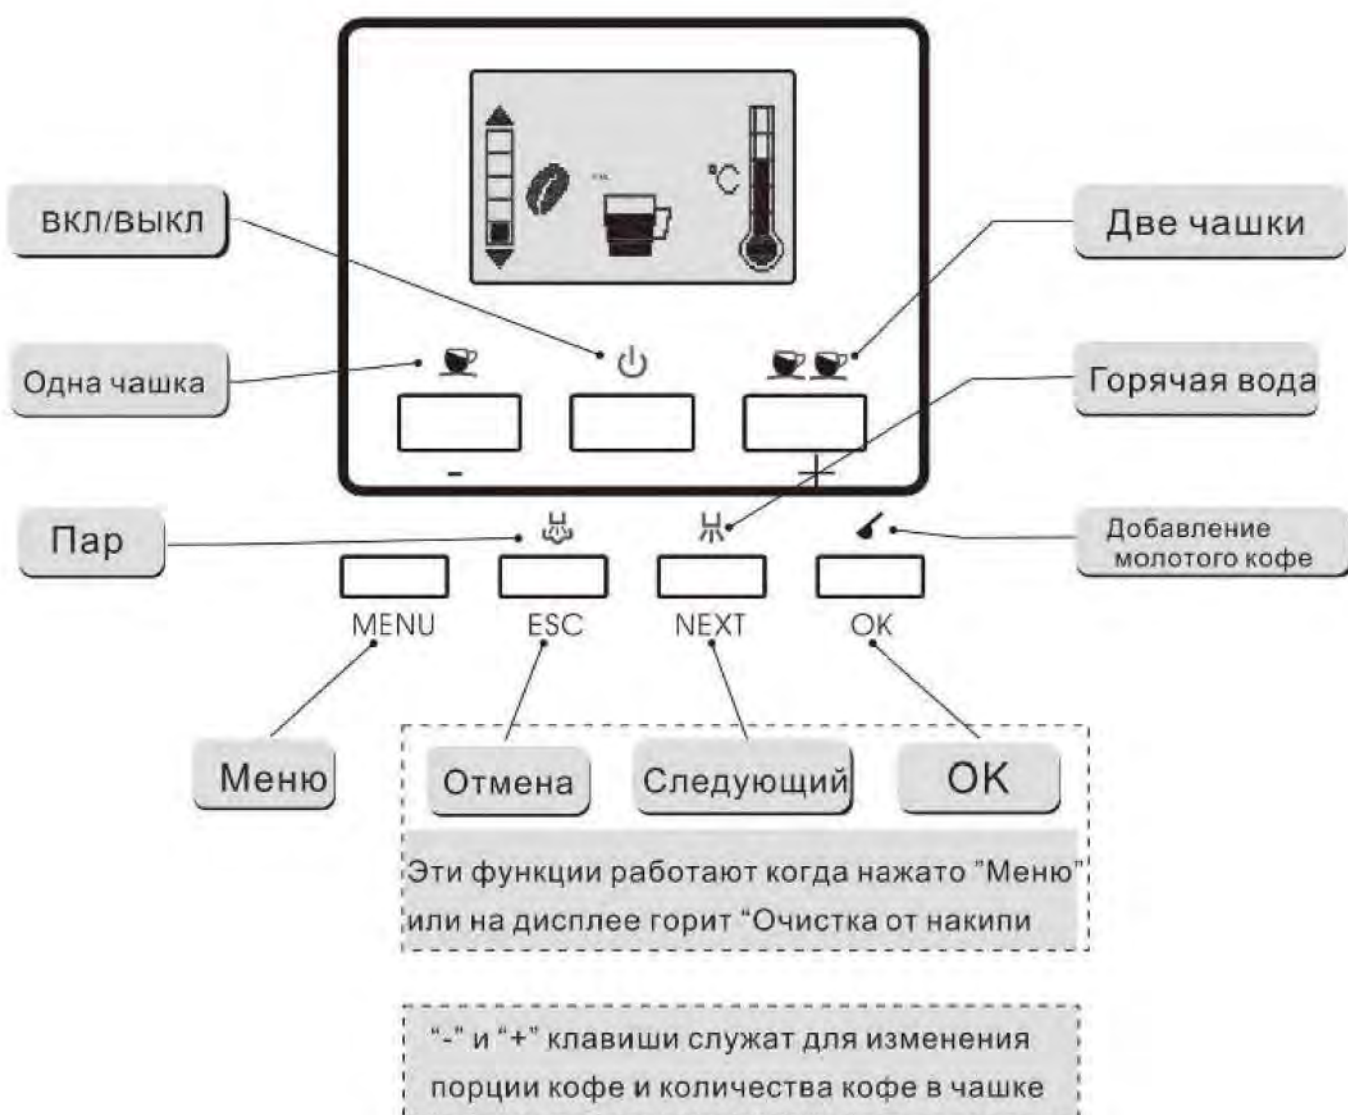 °C
ВКЛ/ВЫКЛ
Две чашки
Одна чашка
Горячая вода
-
+
Пар
Добавление
молотого кофе
MENU
ESC
NEXT
OK
Меню
Отмена
Следующий
OK
Эти функции работают когда нажато "Меню"
или на дисплее горит “Очистка от накипи
“-” и “+” клавиши служат для изменения
порции кофе и количества кофе в чашке